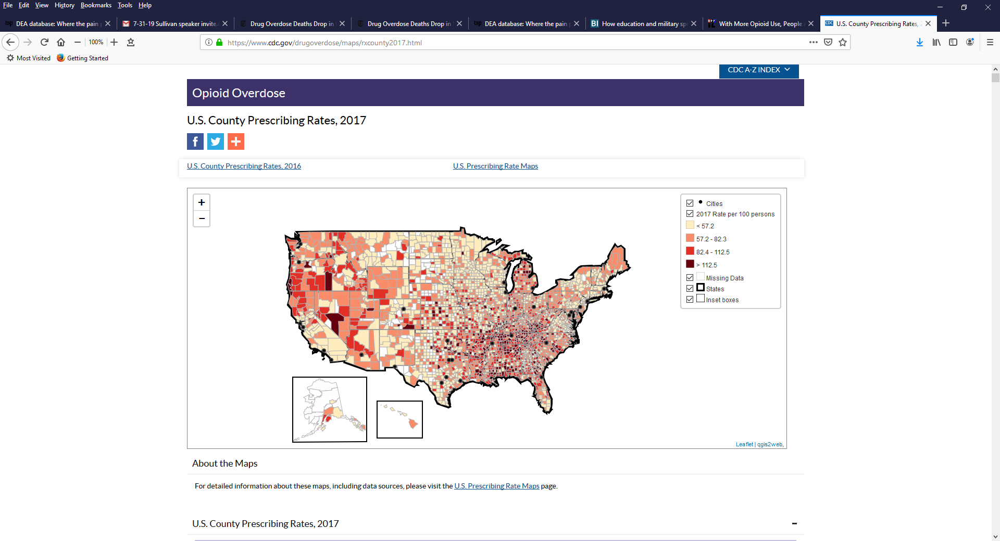 File Edit View History Bookmarks Tools Help
DEA database: Where the pain
7-31-19 Sullivan speaker invite.
Drug Overdose Deaths Drop in
Drug Overdose Deaths Drop in
DEA database: Where the pain
BI How education and military sp
With More Opioid Use, People
CDC U.S. County Prescribing Rates,
100%
https://www.cdc.gov/drugoverdose/maps/rxcounty2017.html
Most Visited Getting Started
CDC A-Z INDEX
Opioid Overdose
U.S. County Prescribing Rates, 2017
U.S. County Prescribing Rates, 2016 U.S. Prescribing Rate Maps
+
−
Cities
2017 Rate per 100 persons
< 57.2
57.2 - 82.3
82.4 - 112.5
> 112.5
Missing Data
States
Inset boxes
Leaflet | qgis2web,
About the Maps
For detailed information about these maps, including data sources, please visit the U.S. Prescribing Rate Maps page.
U.S. County Prescribing Rates, 2017